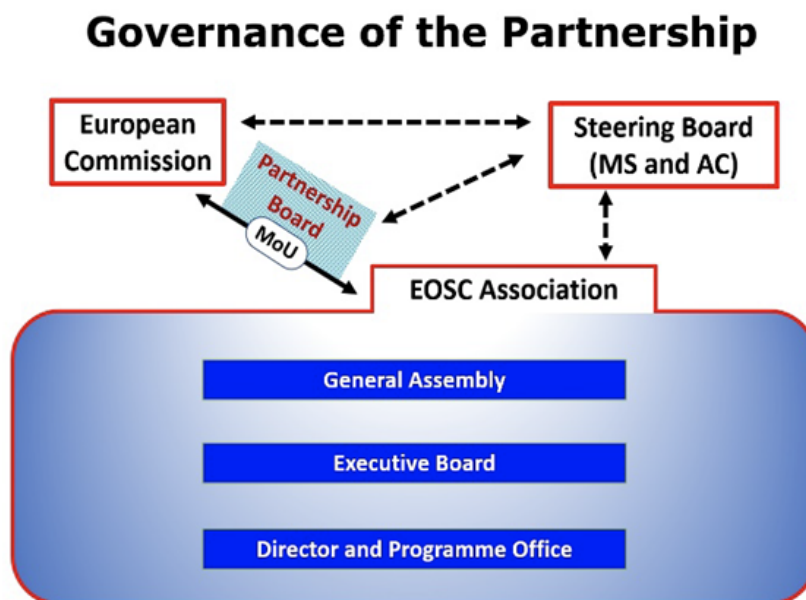 Governance of the Partnership
European
Commission
Steering Board
(MS and AC)
Partnership
Board
MoU
EOSC Association
General Assembly
Executive Board
Director and Programme Office